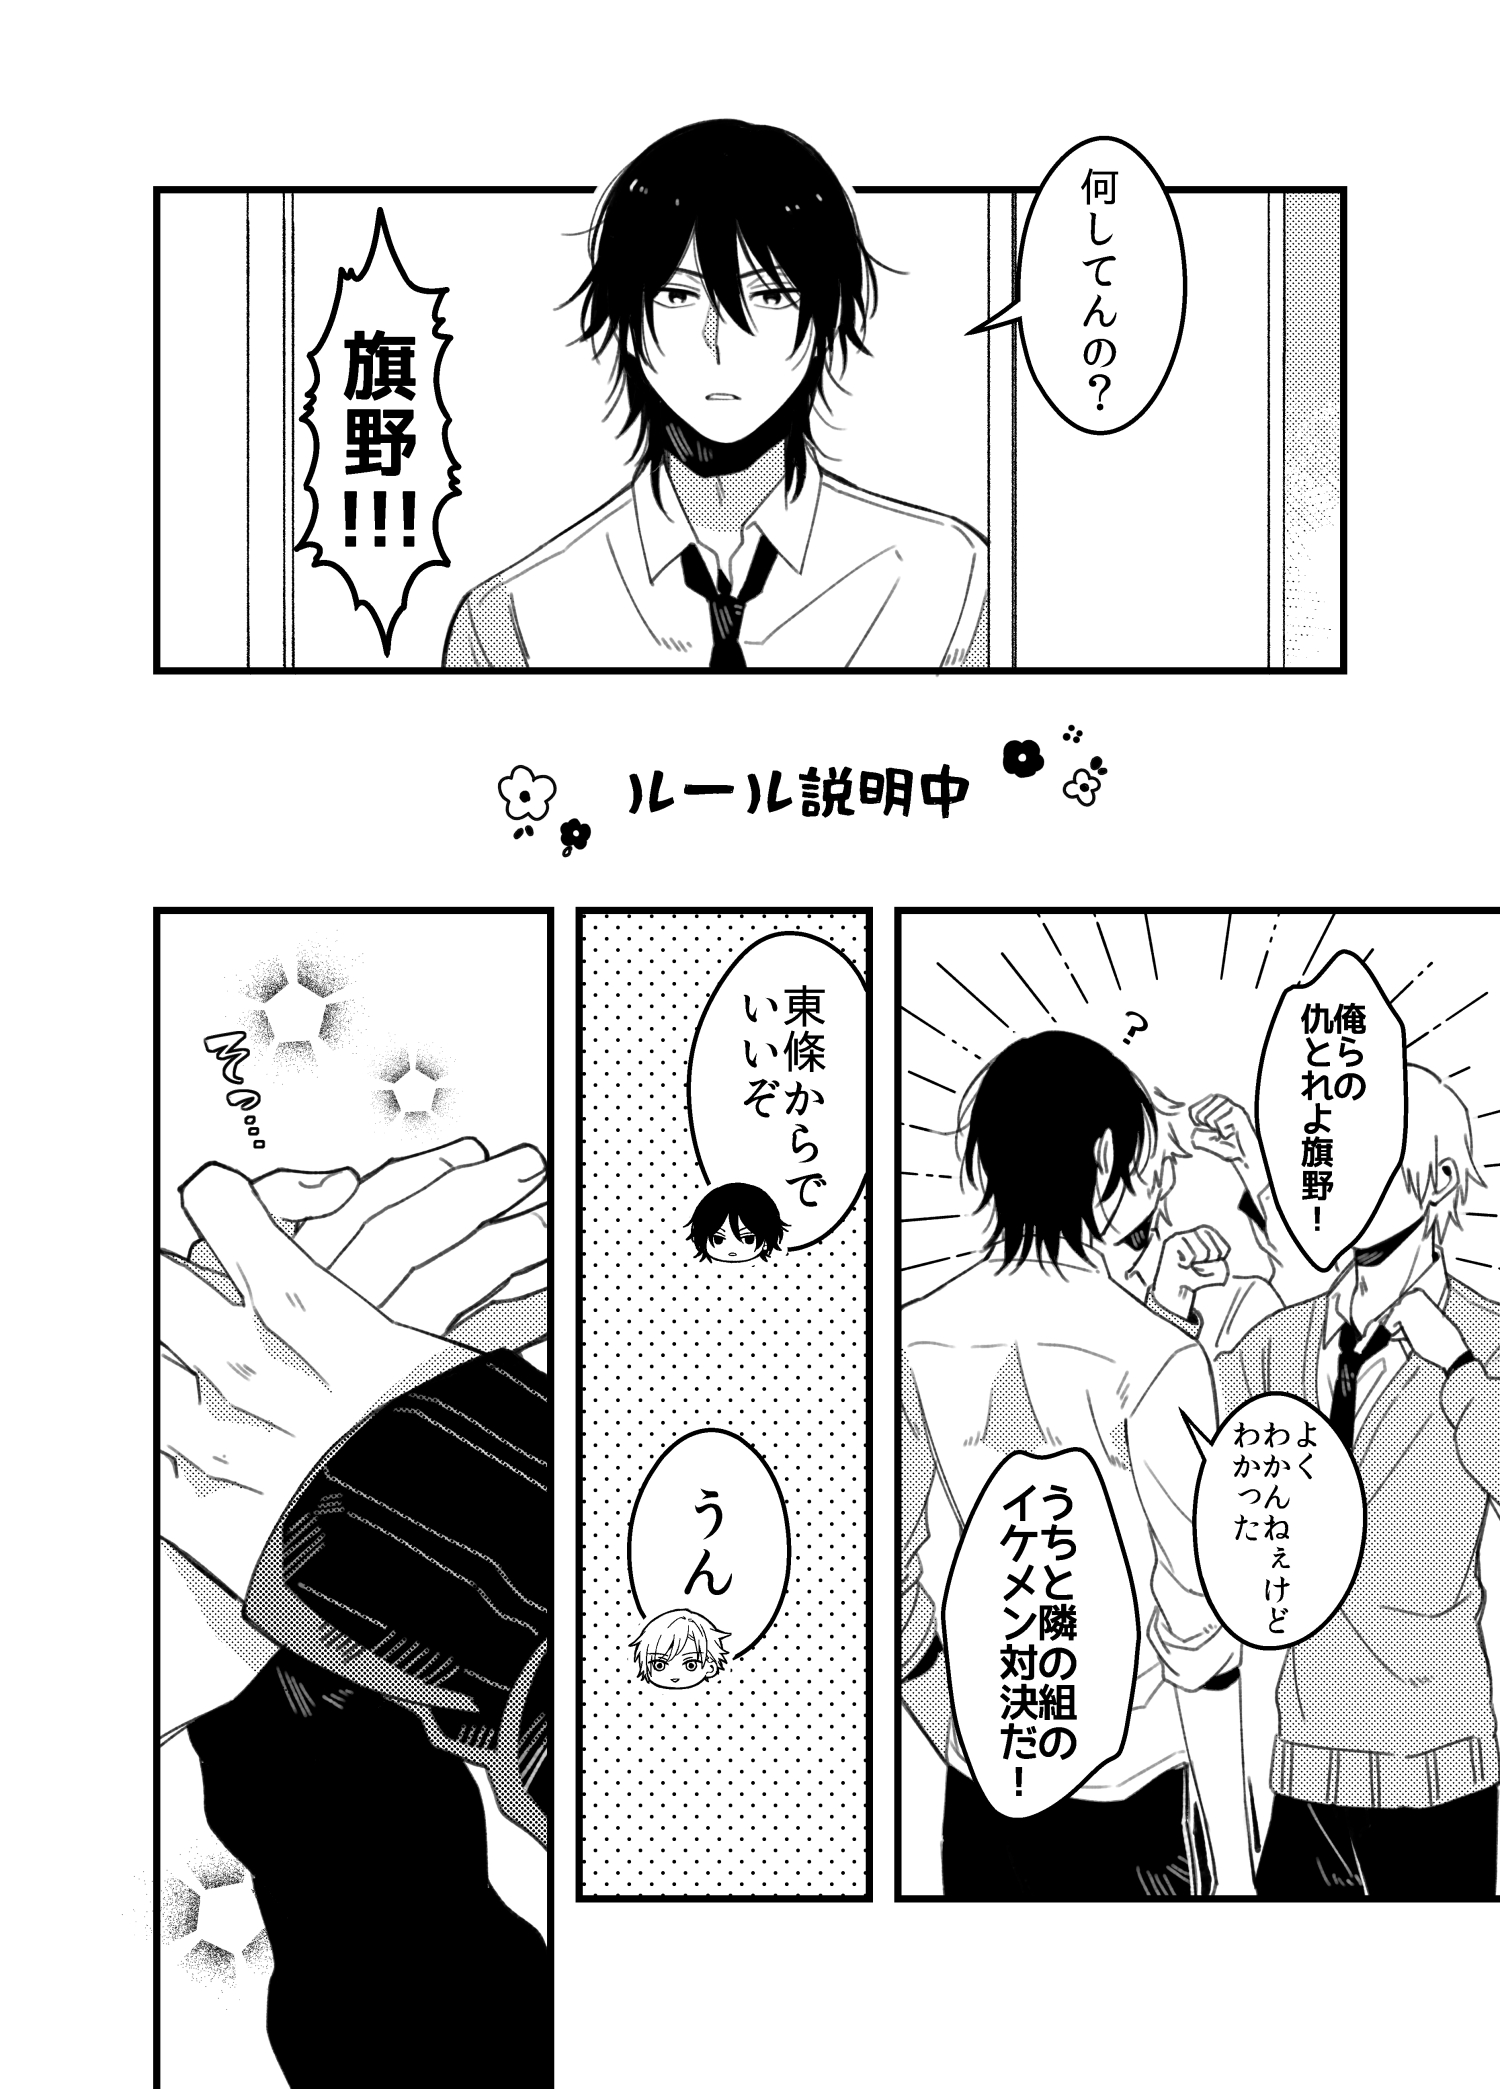 何してんの？
旗野!!!
ルール説明中
俺らの
仇とれよ旗野！
？
よく
わかんねぇけど
わかった
うちと隣の組の
イケメン対決だ！
東條からで
いいぞ
うん